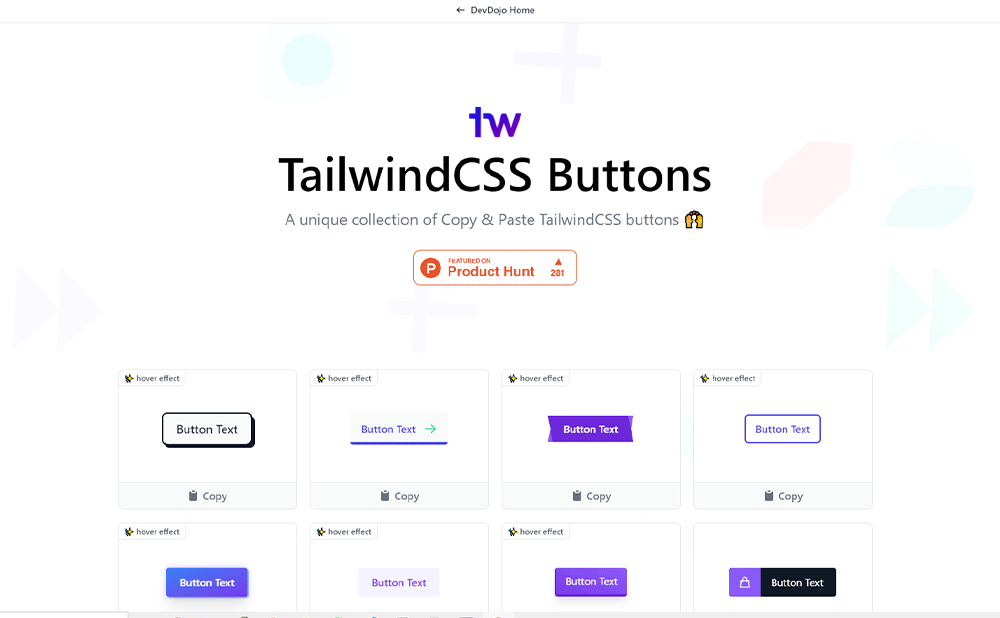 ← DevDojo Home
tw
TailwindCSS Buttons
A unique collection of Copy & Paste TailwindCSS buttons 🙌
P FEATURED ON
Product Hunt ▲ 281
hover effect hover effect hover effect hover effect
Button Text Button Text → Button Text Button Text
Copy Copy Copy Copy
hover effect hover effect hover effect
Button Text Button Text Button Text Button Text